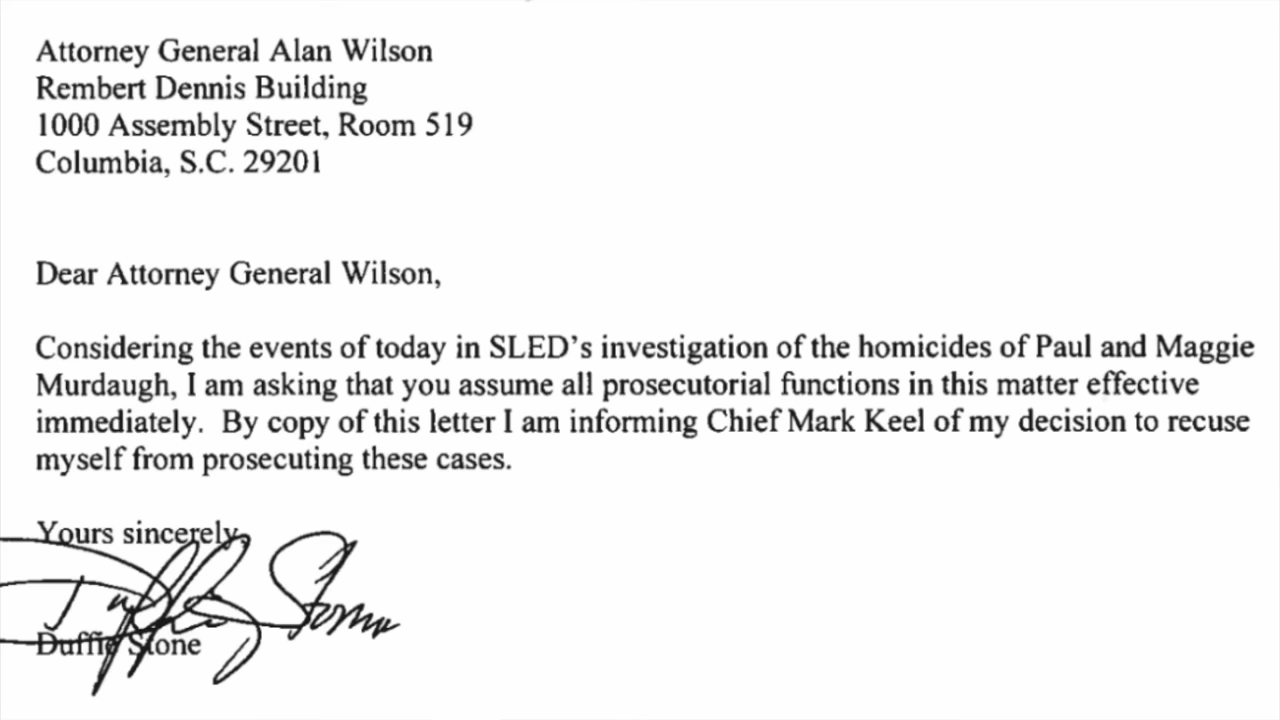 Attorney General Alan Wilson
Rembert Dennis Building
1000 Assembly Street, Room 519
Columbia, S.C. 29201
Dear Attorney General Wilson,
Considering the events of today in SLED’s investigation of the homicides of Paul and Maggie
Murdaugh, I am asking that you assume all prosecutorial functions in this matter effective
immediately.  By copy of this letter I am informing Chief Mark Keel of my decision to recuse
myself from prosecuting these cases.
Yours sincerely,
Duffie Stone
Duffie Stone